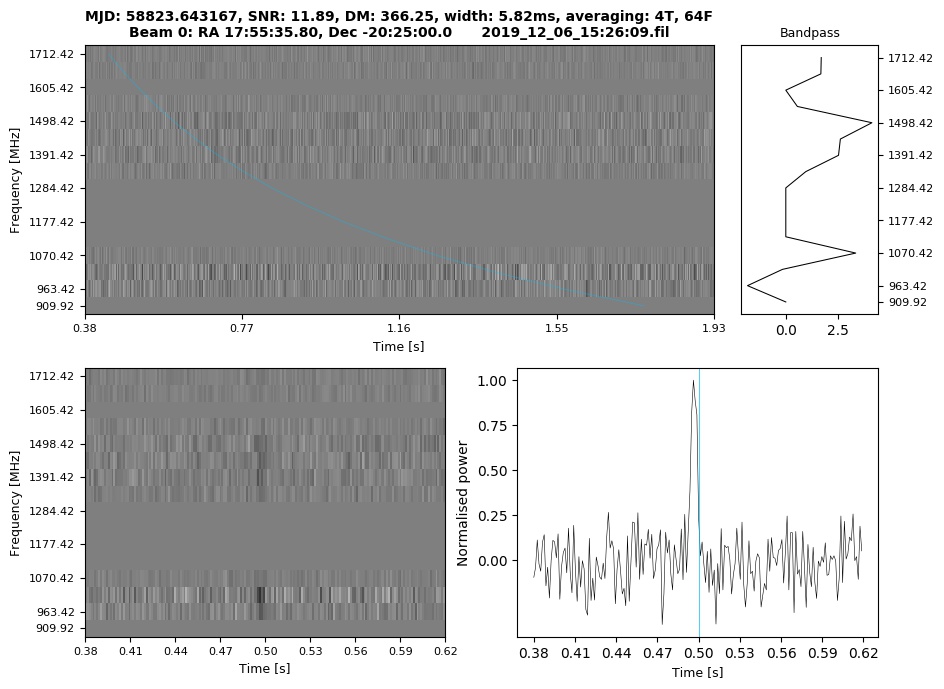 MJD: 58823.643167, SNR: 11.89, DM: 366.25, width: 5.82ms, averaging: 4T, 64F
Beam 0: RA 17:55:35.80, Dec -20:25:00.0 2019_12_06_15:26:09.fil
Bandpass
Frequency [MHz]
1712.42
1605.42
1498.42
1391.42
1284.42
1177.42
1070.42
963.42
909.92
0.38 0.77 1.16 1.55 1.93
Time [s]
1712.42
1605.42
1498.42
1391.42
1284.42
1177.42
1070.42
963.42
909.92
0.0 2.5
Frequency [MHz]
1712.42
1605.42
1498.42
1391.42
1284.42
1177.42
1070.42
963.42
909.92
0.38 0.41 0.44 0.47 0.50 0.53 0.56 0.59 0.62
Time [s]
Normalised power
1.00
0.75
0.50
0.25
0.00
0.38 0.41 0.44 0.47 0.50 0.53 0.56 0.59 0.62
Time [s]